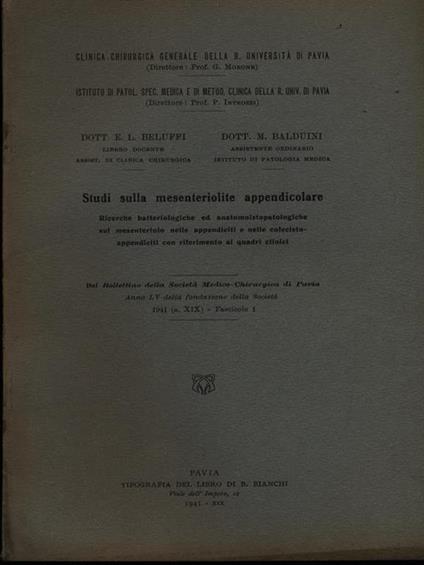 CLINICA CHIRURGICA GENERALE DELLA R. UNIVERSITÀ DI PAVIA
(Direttore: Prof. G. MORONE)
ISTITUTO DI PATOL. SPEC. MEDICA E DI METOD. CLINICA DELLA R. UNIV. DI PAVIA
(Direttore: Prof. P. INTROZZI)
DOTT. E. L. BELUFFI DOTT. M. BALDUINI
LIBERO DOCENTE ASSISTENTE ORDINARIO
ASSIST. DI CLINICA CHIRURGICA ISTITUTO DI PATOLOGIA MEDICA
Studi sulla mesenteriolite appendicolare
Ricerche batteriologiche ed anatomoistopatologiche
sul mesenteriolo nelle appendiciti e nelle colecisto-
appendiciti con riferimento ai quadri clinici
Dal Bollettino della Società Medico-Chirurgica di Pavia
Anno LV della fondazione della Società
1941 (a. XIX) - Fascicolo 1
PAVIA
TIPOGRAFIA DEL LIBRO DI B. BIANCHI
Viale dell' Impero, 12
1941 - XIX